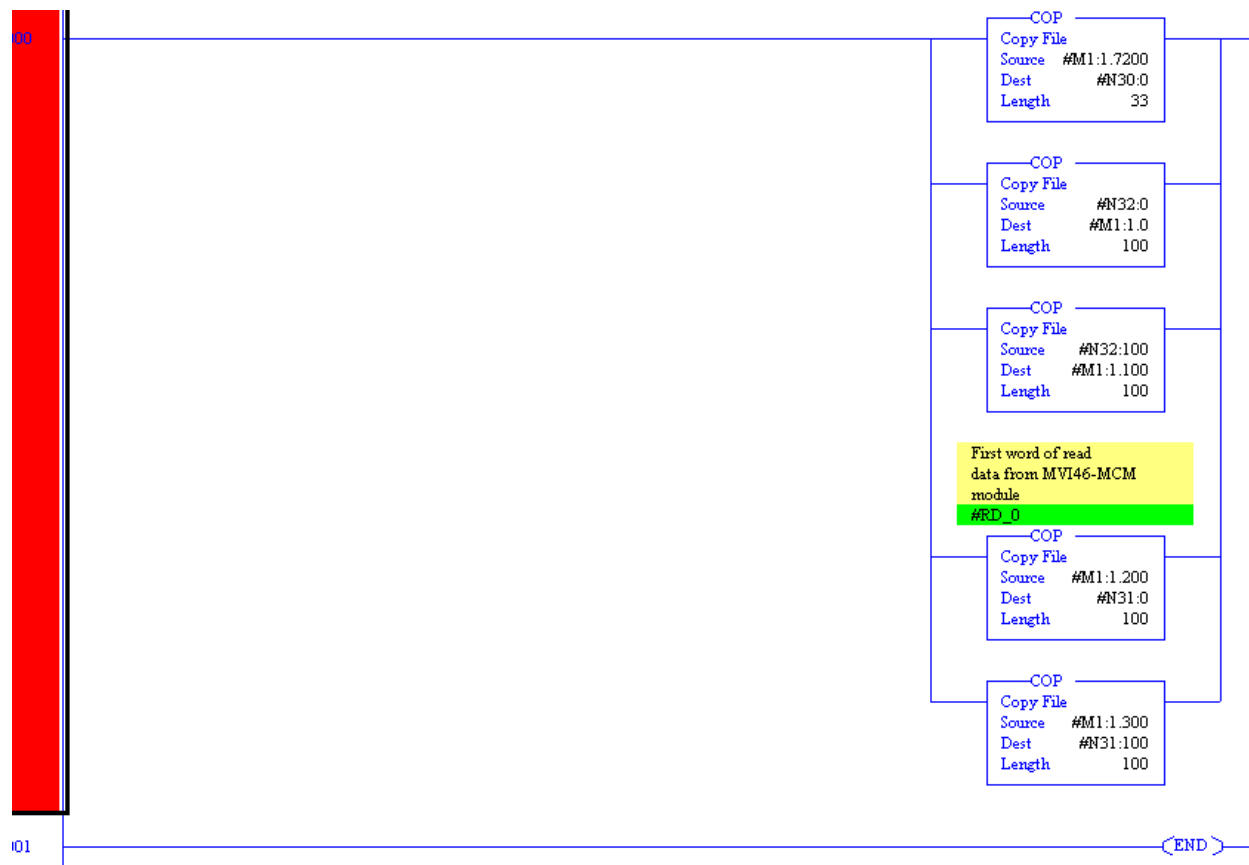 00
COP
Copy File
Source #M1:1.7200
Dest #N30:0
Length 33
COP
Copy File
Source #N32:0
Dest #M1:1.0
Length 100
COP
Copy File
Source #N32:100
Dest #M1:1.100
Length 100
First word of read
data from MVI46-MCM
module
#RD_0
COP
Copy File
Source #M1:1.200
Dest #N31:0
Length 100
COP
Copy File
Source #M1:1.300
Dest #N31:100
Length 100
01
END